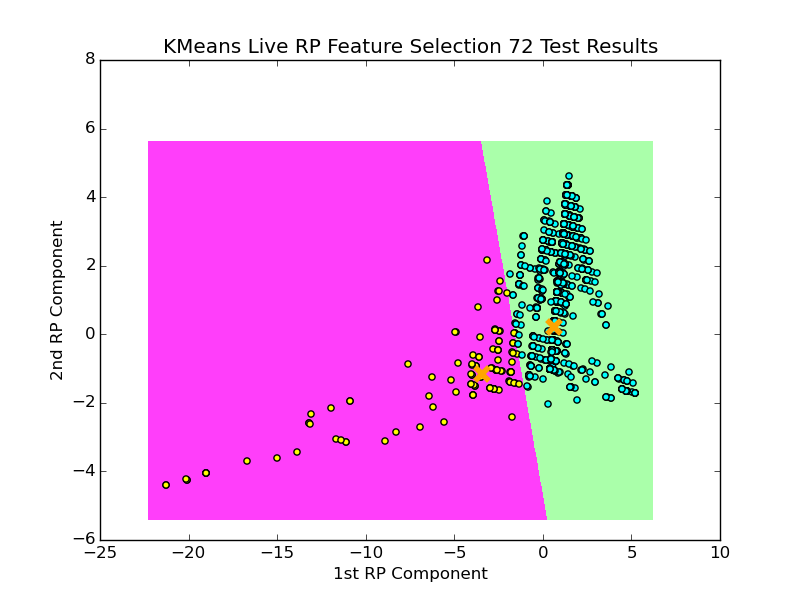 KMeans Live RP Feature Selection 72 Test Results
8
6
4
2
0
−2
−4
−6
2nd RP Component
−25 −20 −15 −10 −5 0 5 10
1st RP Component